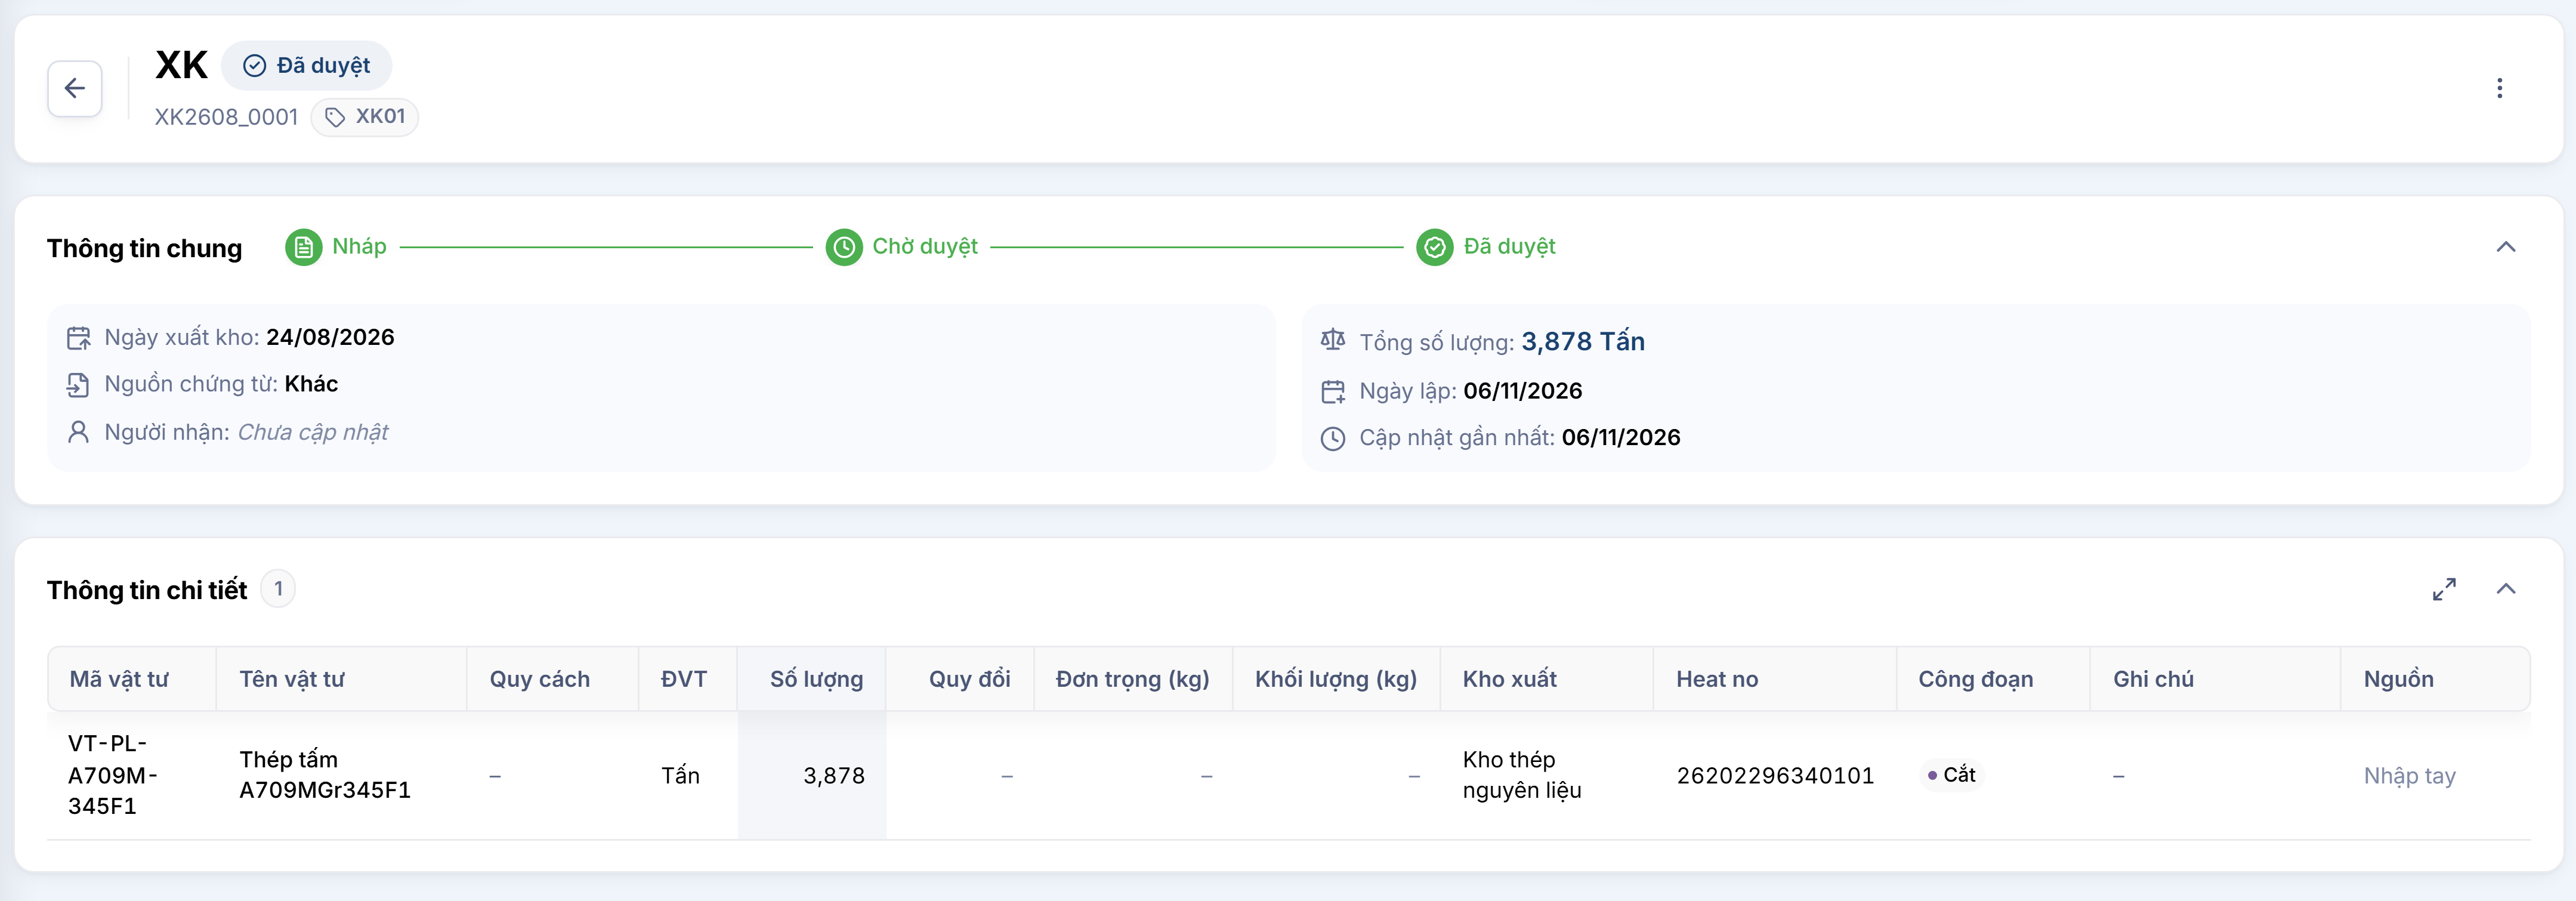 XK Đã duyệt
XK2608_0001 XK01
Thông tin chung Nháp Chờ duyệt Đã duyệt
Ngày xuất kho: 24/08/2026
Nguồn chứng từ: Khác
Người nhận: Chưa cập nhật
Tổng số lượng: 3,878 Tấn
Ngày lập: 06/11/2026
Cập nhật gần nhất: 06/11/2026
Thông tin chi tiết 1
Mã vật tư Tên vật tư Quy cách ĐVT Số lượng Quy đổi Đơn trọng (kg) Khối lượng (kg) Kho xuất Heat no Công đoạn Ghi chú Nguồn
VT-PL-
A709M-
345F1
Thép tấm
A709MGr345F1
–
Tấn
3,878
–
–
–
Kho thép
nguyên liệu
26202296340101
Cắt
–
Nhập tay